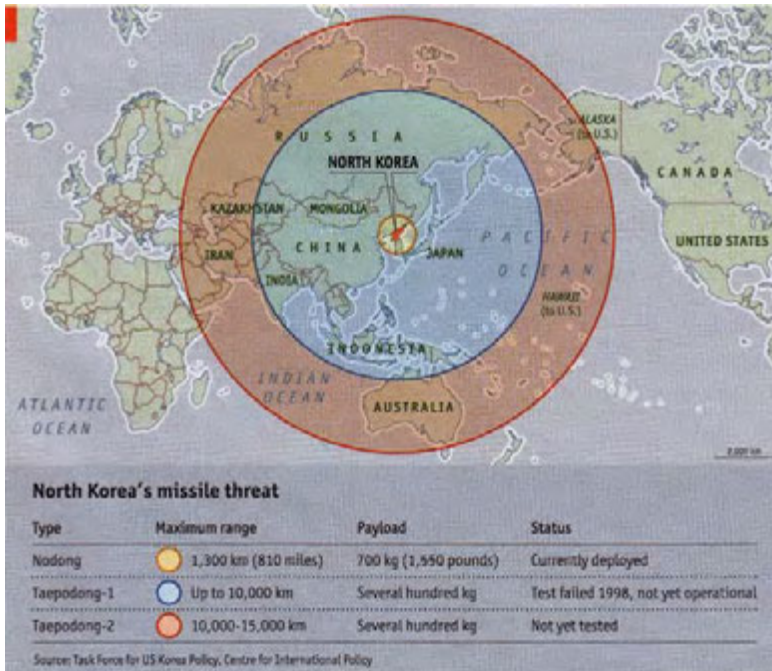 RUSSIA
ALASKA
(to U.S.)
NORTH KOREA
CANADA
KAZAKHSTAN
MONGOLIA
PACIFIC
UNITED STATES
CHINA
JAPAN
IRAN
OCEAN
INDIA
HAWAII
(to U.S.)
INDONESIA
INDIAN
OCEAN
ATLANTIC
OCEAN
AUSTRALIA
2,000 km
North Korea's missile threat
Type Maximum range Payload Status
Nodong 1,300 km (810 miles) 700 kg (1,550 pounds) Currently deployed
Taepodong-1 Up to 10,000 km Several hundred kg Test failed 1998, not yet operational
Taepodong-2 10,000-15,000 km Several hundred kg Not yet tested
Source: Task Force for US Korea Policy, Centre for International Policy